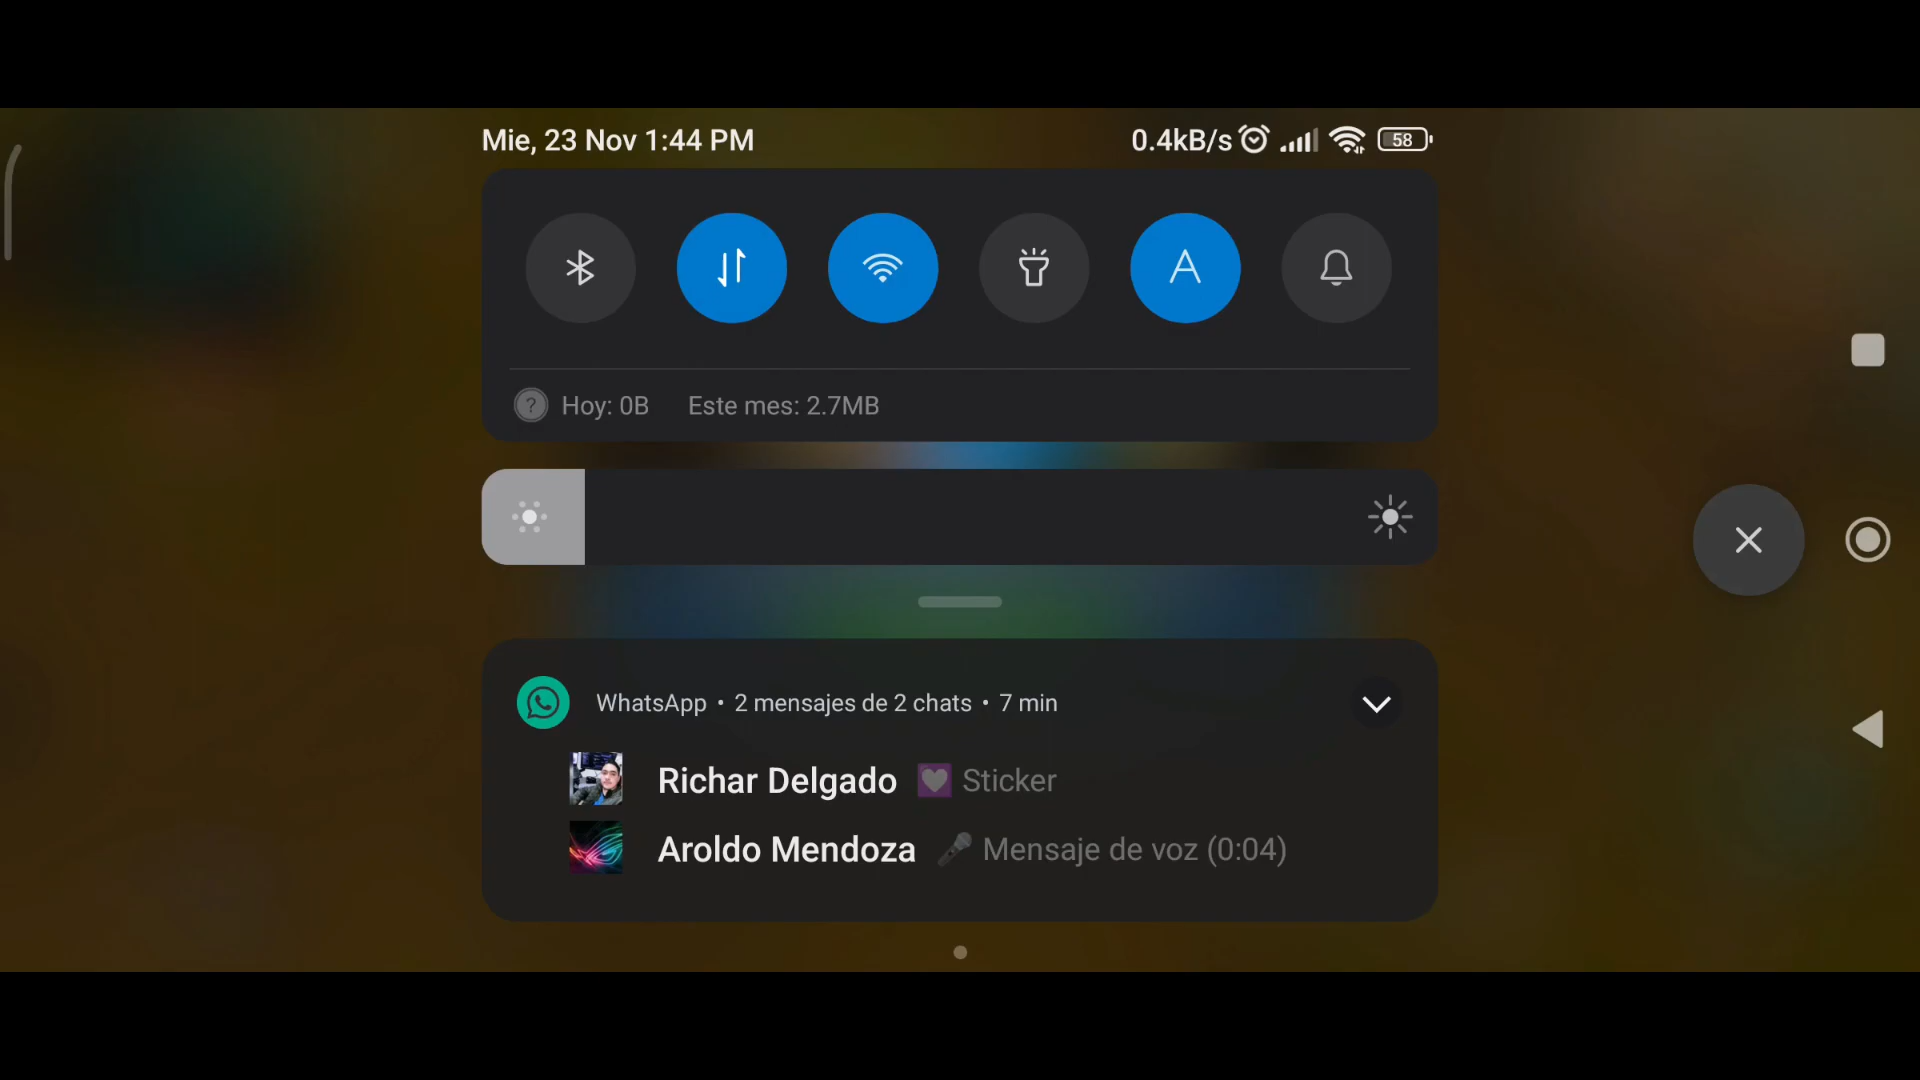 Mie, 23 Nov 1:44 PM
0.4kB/s 58
A
? Hoy: 0B Este mes: 2.7MB
WhatsApp • 2 mensajes de 2 chats • 7 min
Richar Delgado 💟 Sticker
Aroldo Mendoza 🎤 Mensaje de voz (0:04)